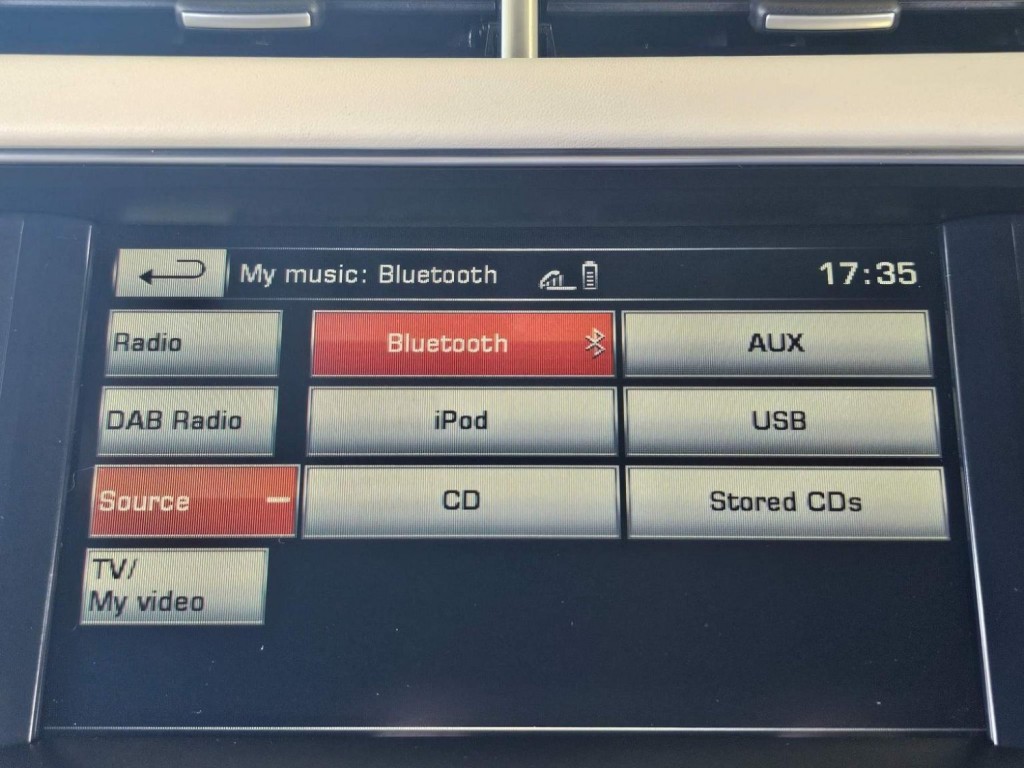 My music: Bluetooth 17:35
Radio Bluetooth AUX
DAB Radio iPod USB
Source CD Stored CDs
TV/
My video